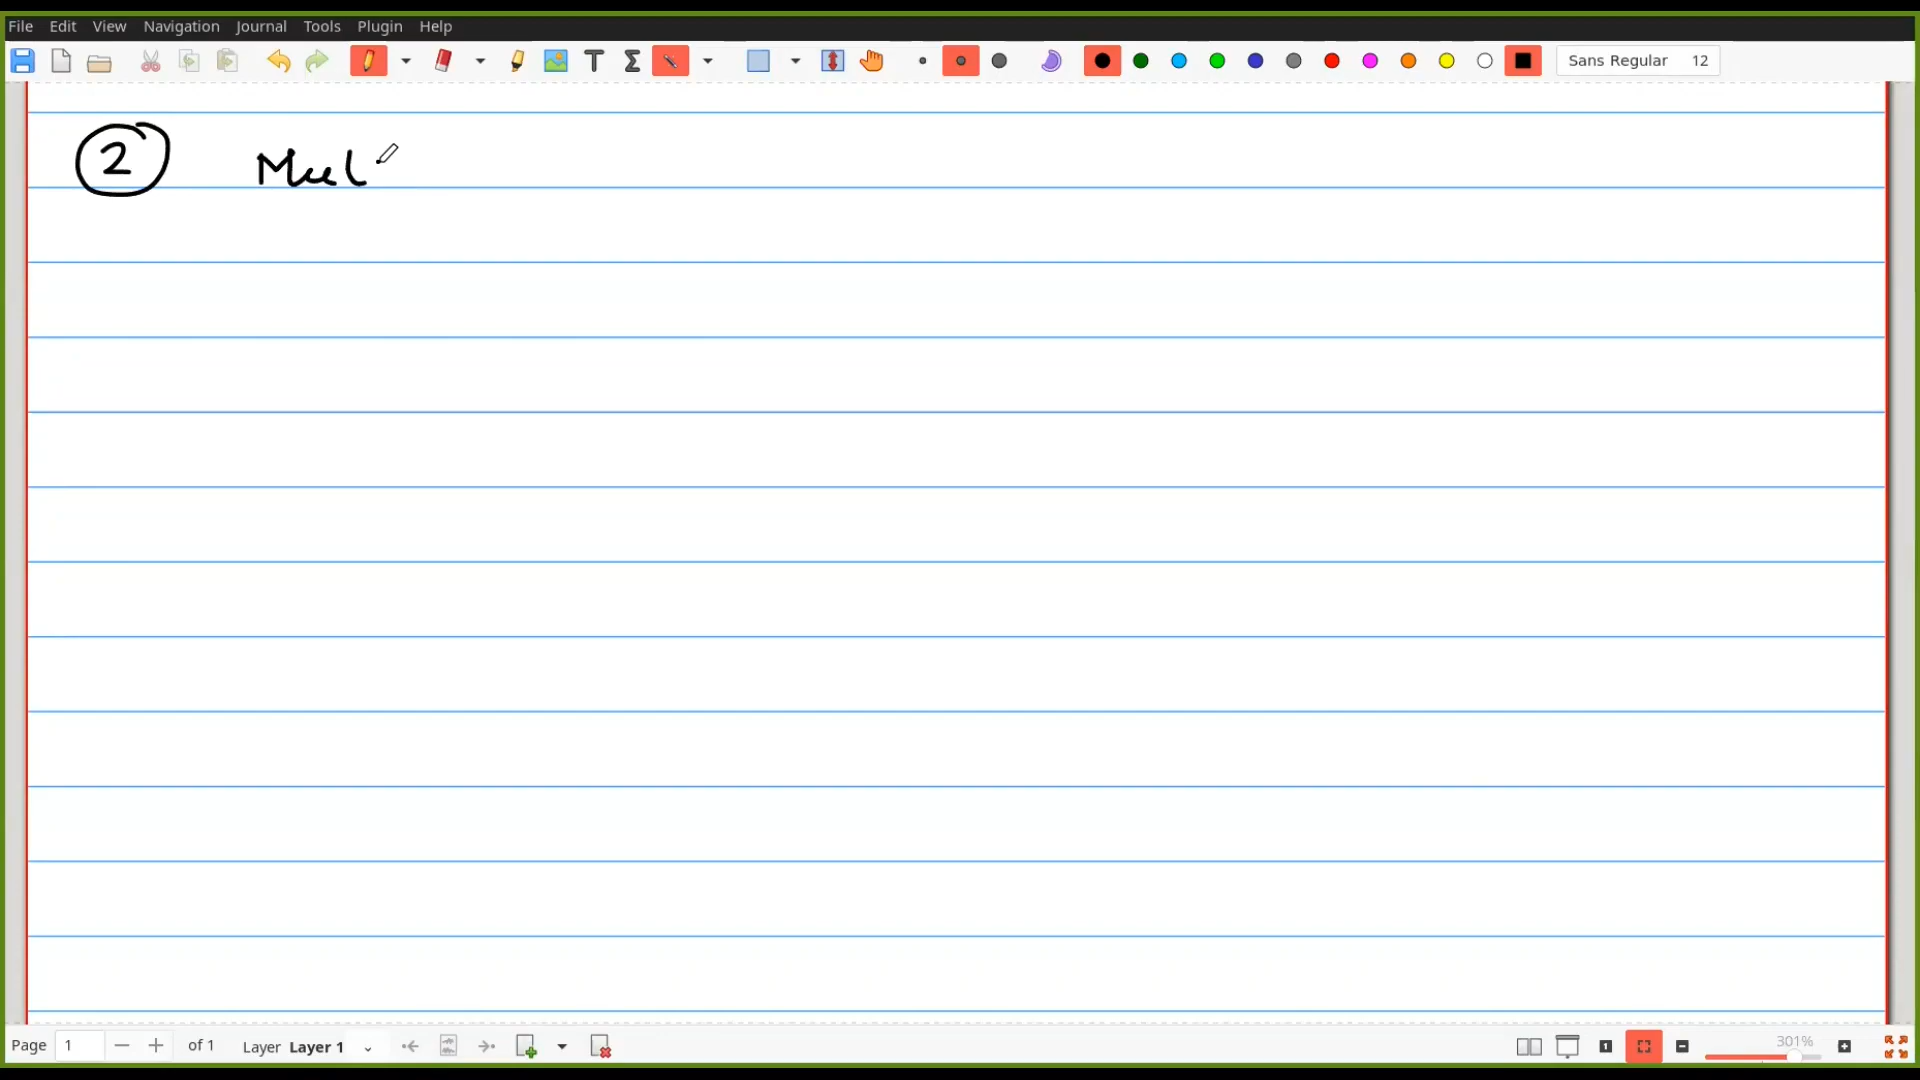 File Edit View Navigation Journal Tools Plugin Help
Sans Regular 12
2 Mul
Page 1 of 1 Layer Layer 1 301%